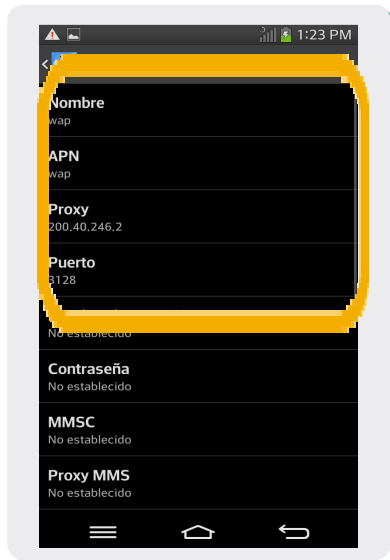 1:23 PM
Nombre
wap
APN
wap
Proxy
200.40.246.2
Puerto
3128
No establecido
Contraseña
No establecido
MMSC
No establecido
Proxy MMS
No establecido